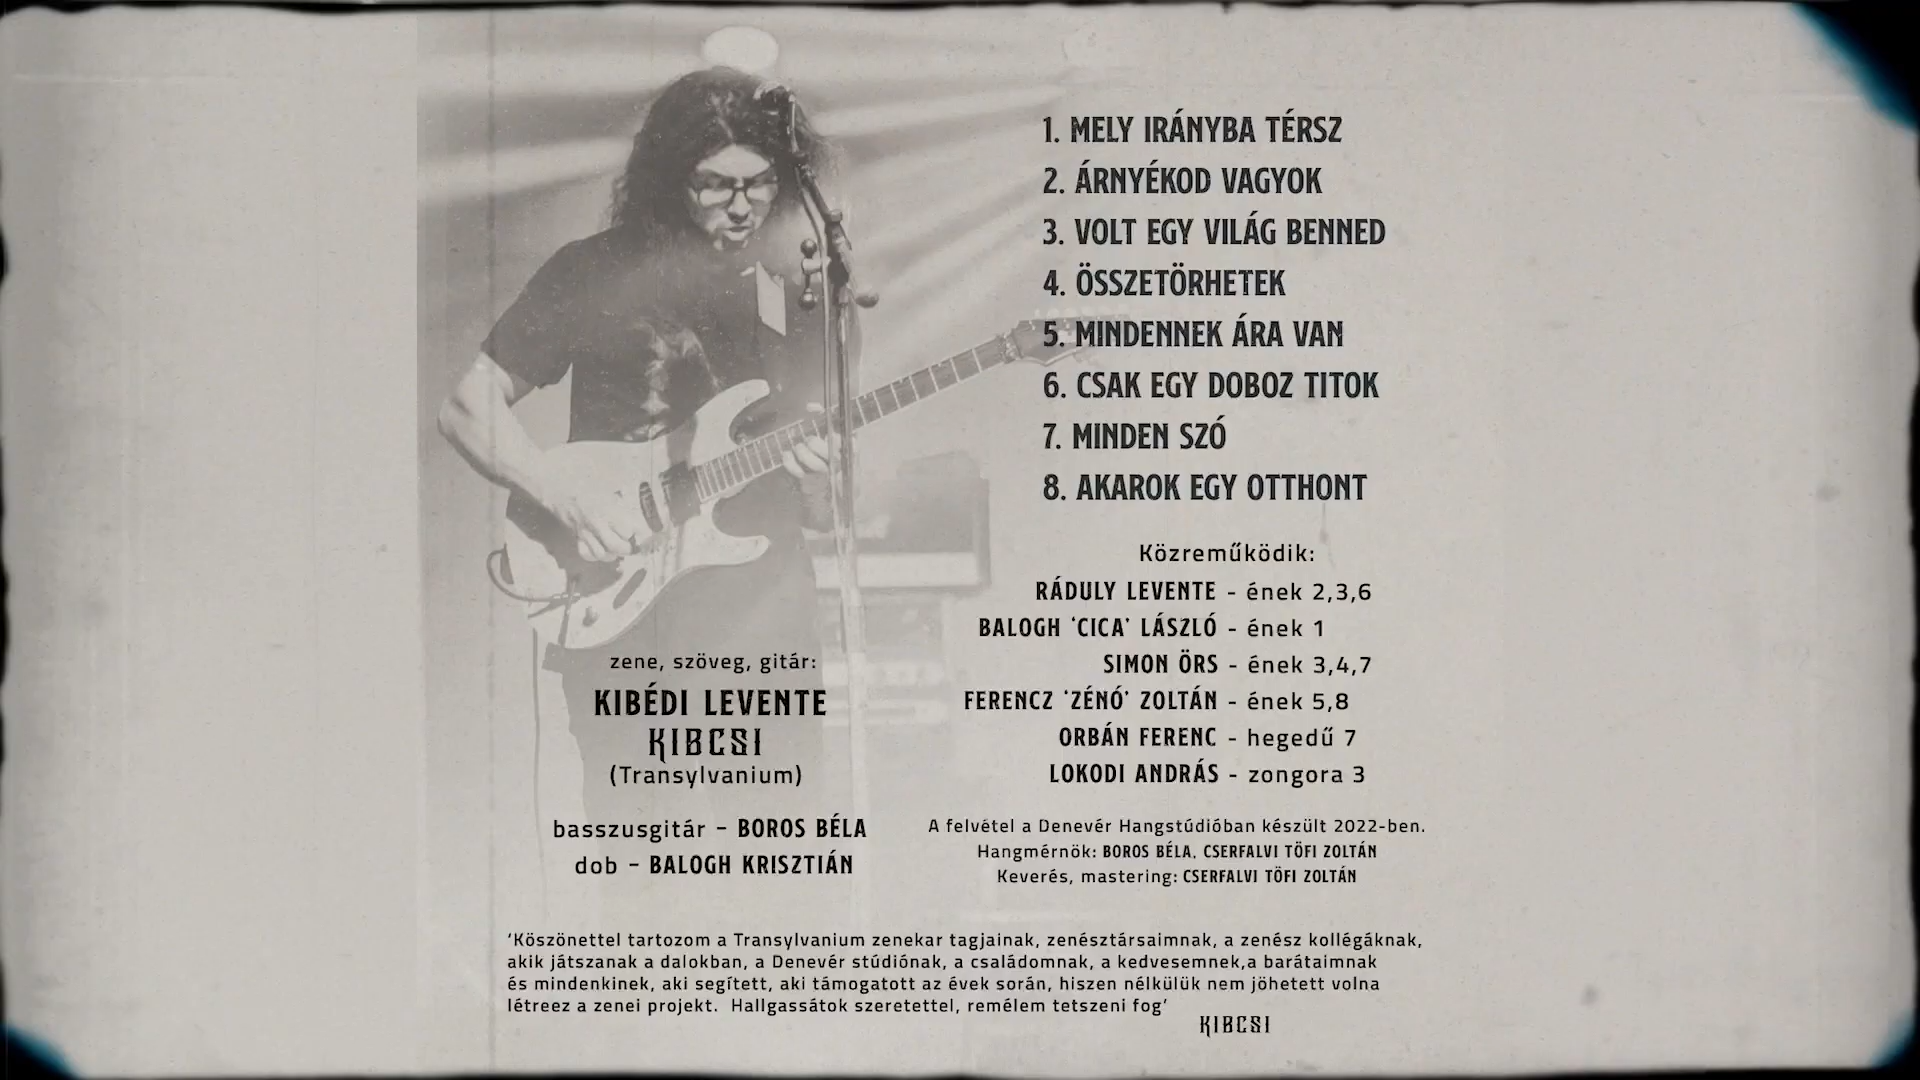 1. MELY IRÁNYBA TÉRSZ
2. ÁRNYÉKOD VAGYOK
3. VOLT EGY VILÁG BENNED
4. ÖSSZETÖRHETEK
5. MINDENNEK ÁRA VAN
6. CSAK EGY DOBOZ TITOK
7. MINDEN SZÓ
8. AKAROK EGY OTTHONT
Közreműködik:
RÁDULY LEVENTE - ének 2,3,6
BALOGH 'CICA' LÁSZLÓ - ének 1
SIMON ÖRS - ének 3,4,7
FERENCZ 'ZÉNÓ' ZOLTÁN - ének 5,8
ORBÁN FERENC - hegedű 7
LOKODI ANDRÁS - zongora 3
zene, szöveg, gitár:
KIBÉDI LEVENTE
KIBCSI
(Transylvanium)
basszusgitár – BOROS BÉLA
dob – BALOGH KRISZTIÁN
A felvétel a Denevér Hangstúdióban készült 2022-ben.
Hangmérnök: BOROS BÉLA, CSERFALVI TÖFI ZOLTÁN
Keverés, mastering: CSERFALVI TÖFI ZOLTÁN
'Köszönettel tartozom a Transylvanium zenekar tagjainak, zenésztársaimnak, a zenész kollégáknak,
akik játszanak a dalokban, a Denevér stúdiónak, a családomnak, a kedvesemnek,a barátaimnak
és mindenkinek, aki segített, aki támogatott az évek során, hiszen nélkülük nem jöhetett volna
létreez a zenei projekt. Hallgassátok szeretettel, remélem tetszeni fog'
KIBCSI